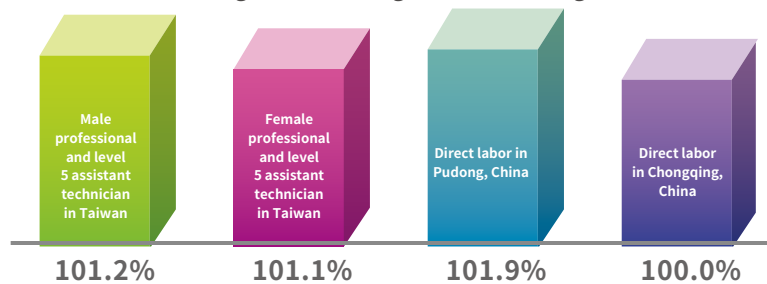 Male
professional
and level
5 assistant
technician
in Taiwan
Female
professional
and level
5 assistant
technician
in Taiwan
Direct labor in
Pudong, China
Direct labor
in Chongqing,
China
101.2%
101.1%
101.9%
100.0%